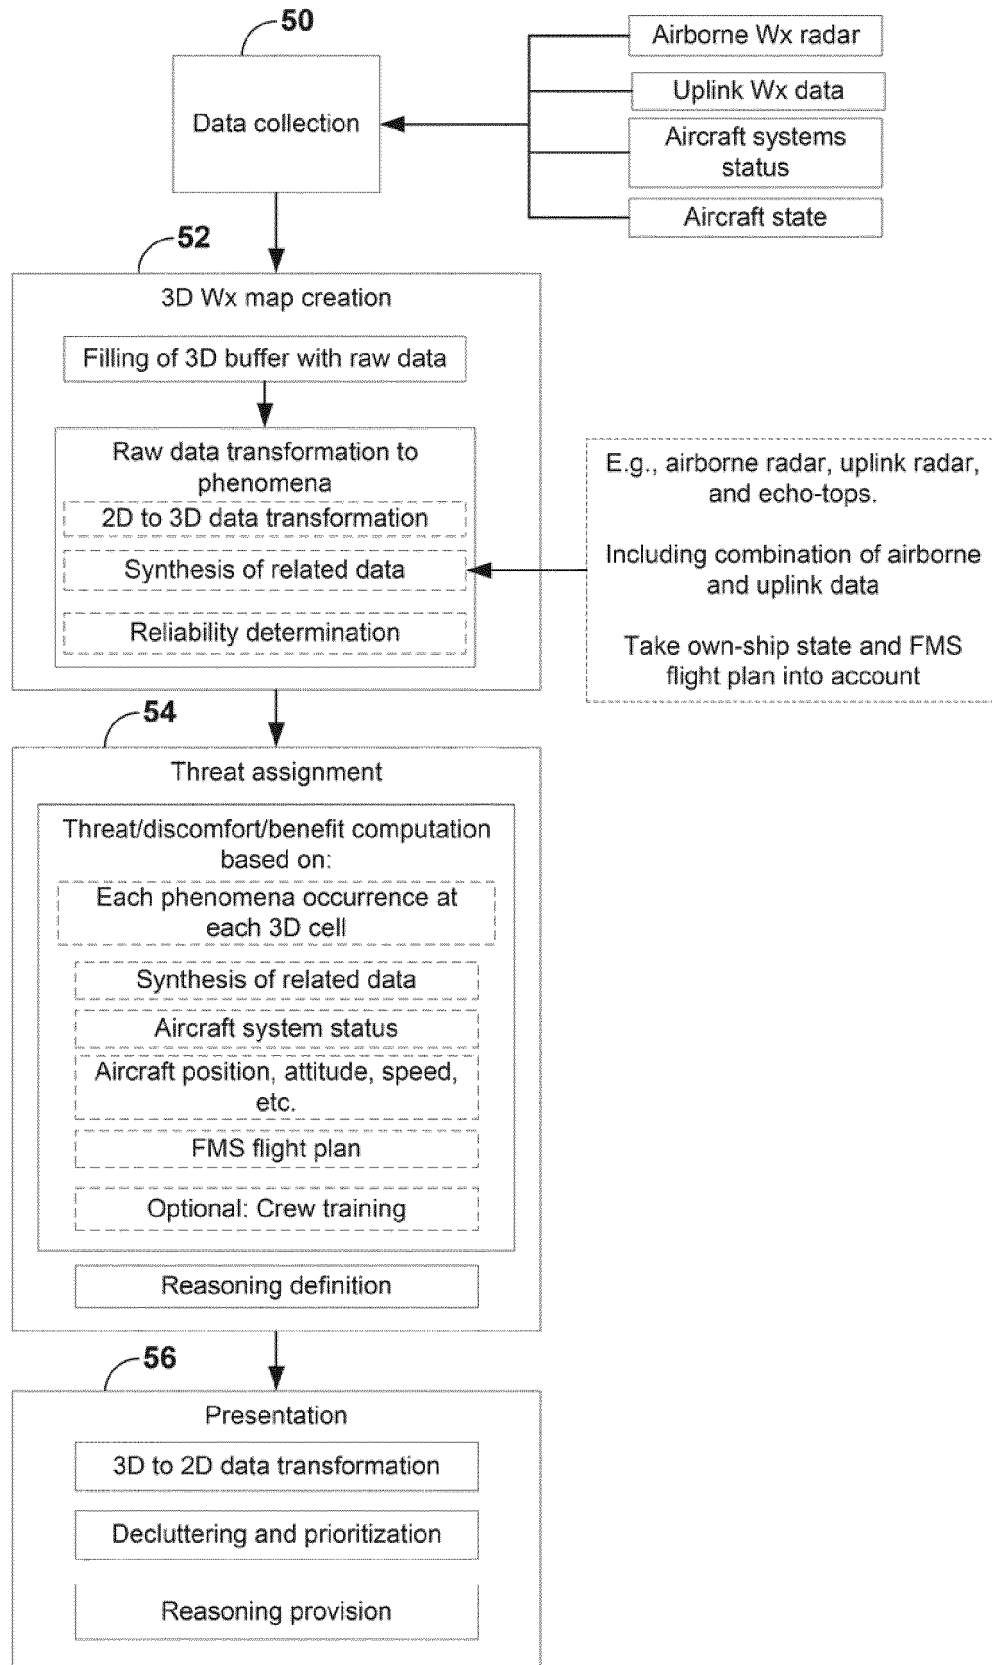 50
Data collection
Airborne Wx radar
Uplink Wx data
Aircraft systems
status
Aircraft state
52
3D Wx map creation
Filling of 3D buffer with raw data
Raw data transformation to
phenomena
2D to 3D data transformation
Synthesis of related data
Reliability determination
E.g., airborne radar, uplink radar,
and echo-tops.
Including combination of airborne
and uplink data
Take own-ship state and FMS
flight plan into account
54
Threat assignment
Threat/discomfort/benefit computation
based on:
Each phenomena occurrence at
each 3D cell
Synthesis of related data
Aircraft system status
Aircraft position, attitude, speed,
etc.
FMS flight plan
Optional: Crew training
Reasoning definition
56
Presentation
3D to 2D data transformation
Decluttering and prioritization
Reasoning provision